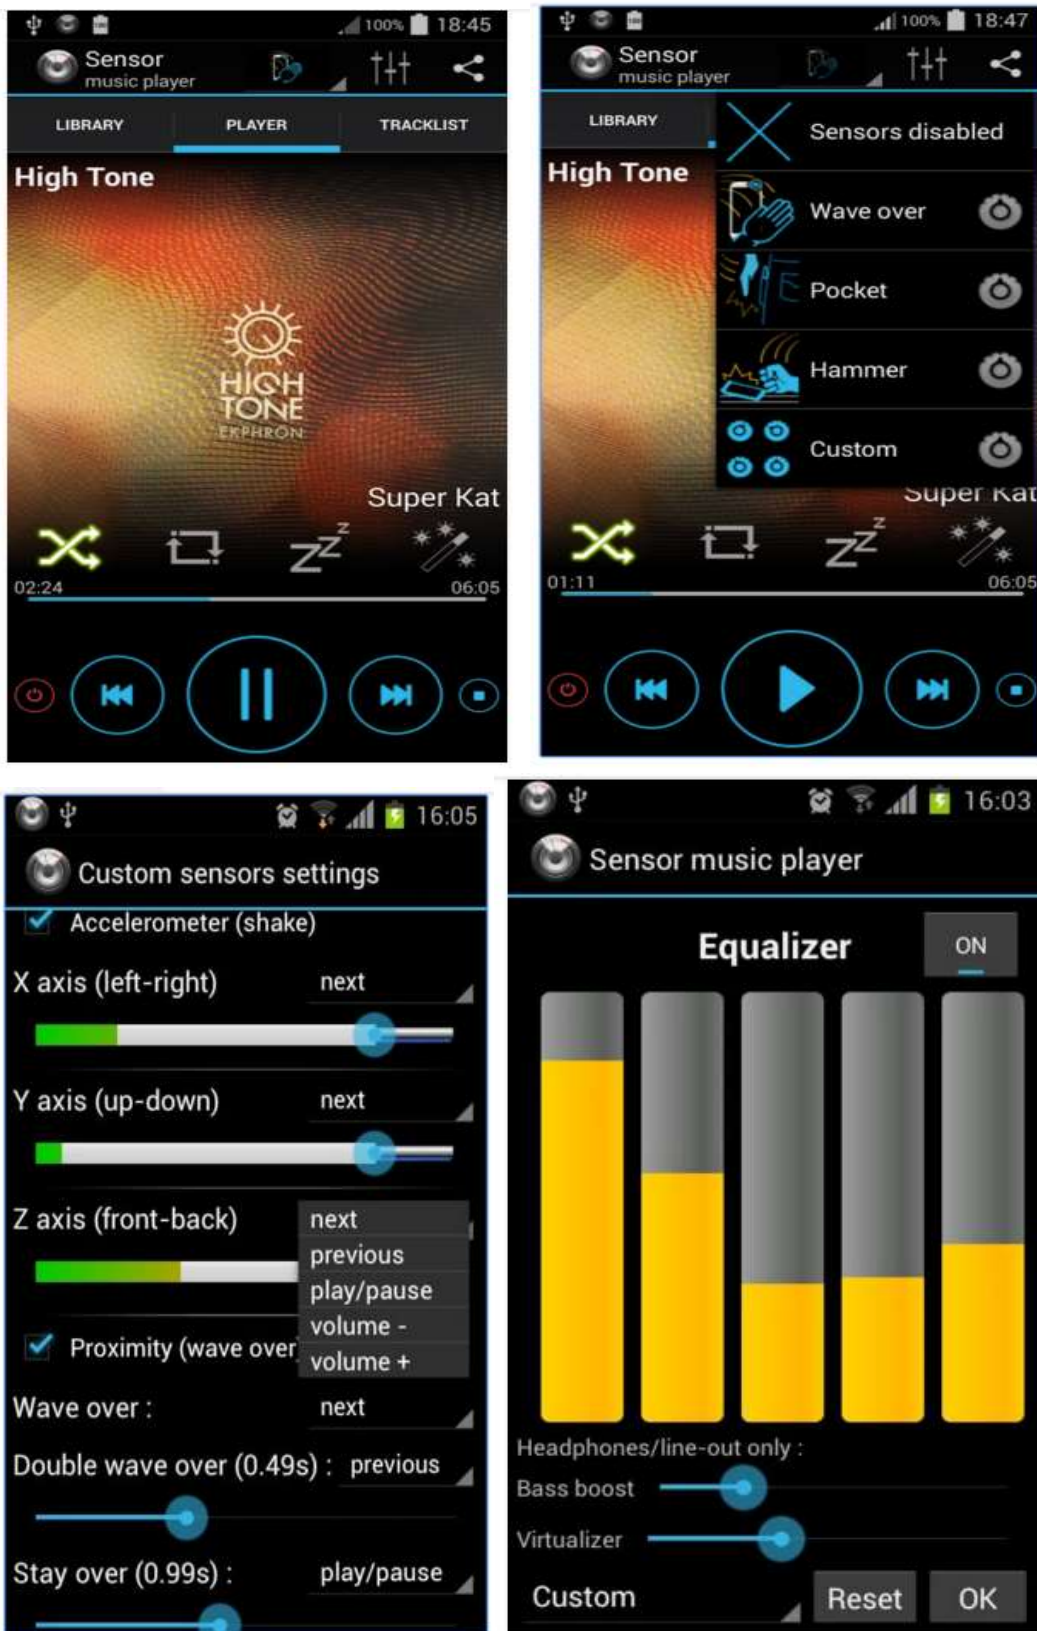 100% 18:45
Sensor
music player
LIBRARY PLAYER TRACKLIST
High Tone
HIGH
TONE
EKPHRON
Super Kat
zzz
02:24 06:05
100% 18:47
Sensor
music player
LIBRARY
Sensors disabled
High Tone
Wave over
Pocket
Hammer
Custom
Super Kat
zzz
01:11 06:05
16:05
Custom sensors settings
Accelerometer (shake)
X axis (left-right) next
Y axis (up-down) next
Z axis (front-back)
next
previous
play/pause
volume -
volume +
Proximity (wave over)
Wave over : next
Double wave over (0.49s) : previous
Stay over (0.99s) : play/pause
16:03
Sensor music player
Equalizer ON
Headphones/line-out only :
Bass boost
Virtualizer
Custom Reset OK